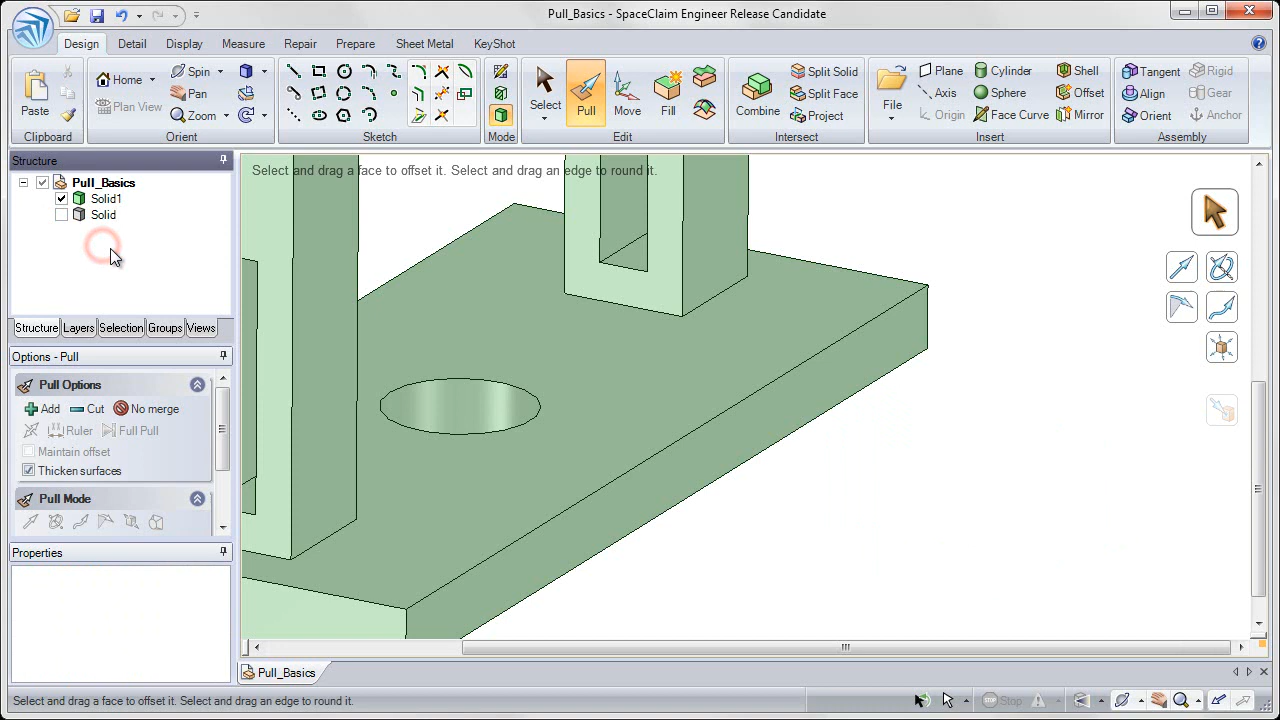 Pull_Basics - SpaceClaim Engineer Release Candidate
Design Detail Display Measure Repair Prepare Sheet Metal KeyShot
Paste
Clipboard
Home Spin
Plan View Pan
Zoom
Orient
Sketch
Mode
Select Pull Move Fill
Edit
Combine Split Solid
Split Face
Project
Intersect
File Plane Cylinder Shell
Axis Sphere Offset
Origin Face Curve Mirror
Insert
Tangent Rigid
Align Gear
Orient Anchor
Assembly
Structure
Pull_Basics
Solid1
Solid
Structure Layers Selection Groups Views
Options - Pull
Pull Options
Add Cut No merge
Ruler Full Pull
Maintain offset
Thicken surfaces
Pull Mode
Properties
Select and drag a face to offset it. Select and drag an edge to round it.
Pull_Basics
Select and drag a face to offset it. Select and drag an edge to round it.
Stop